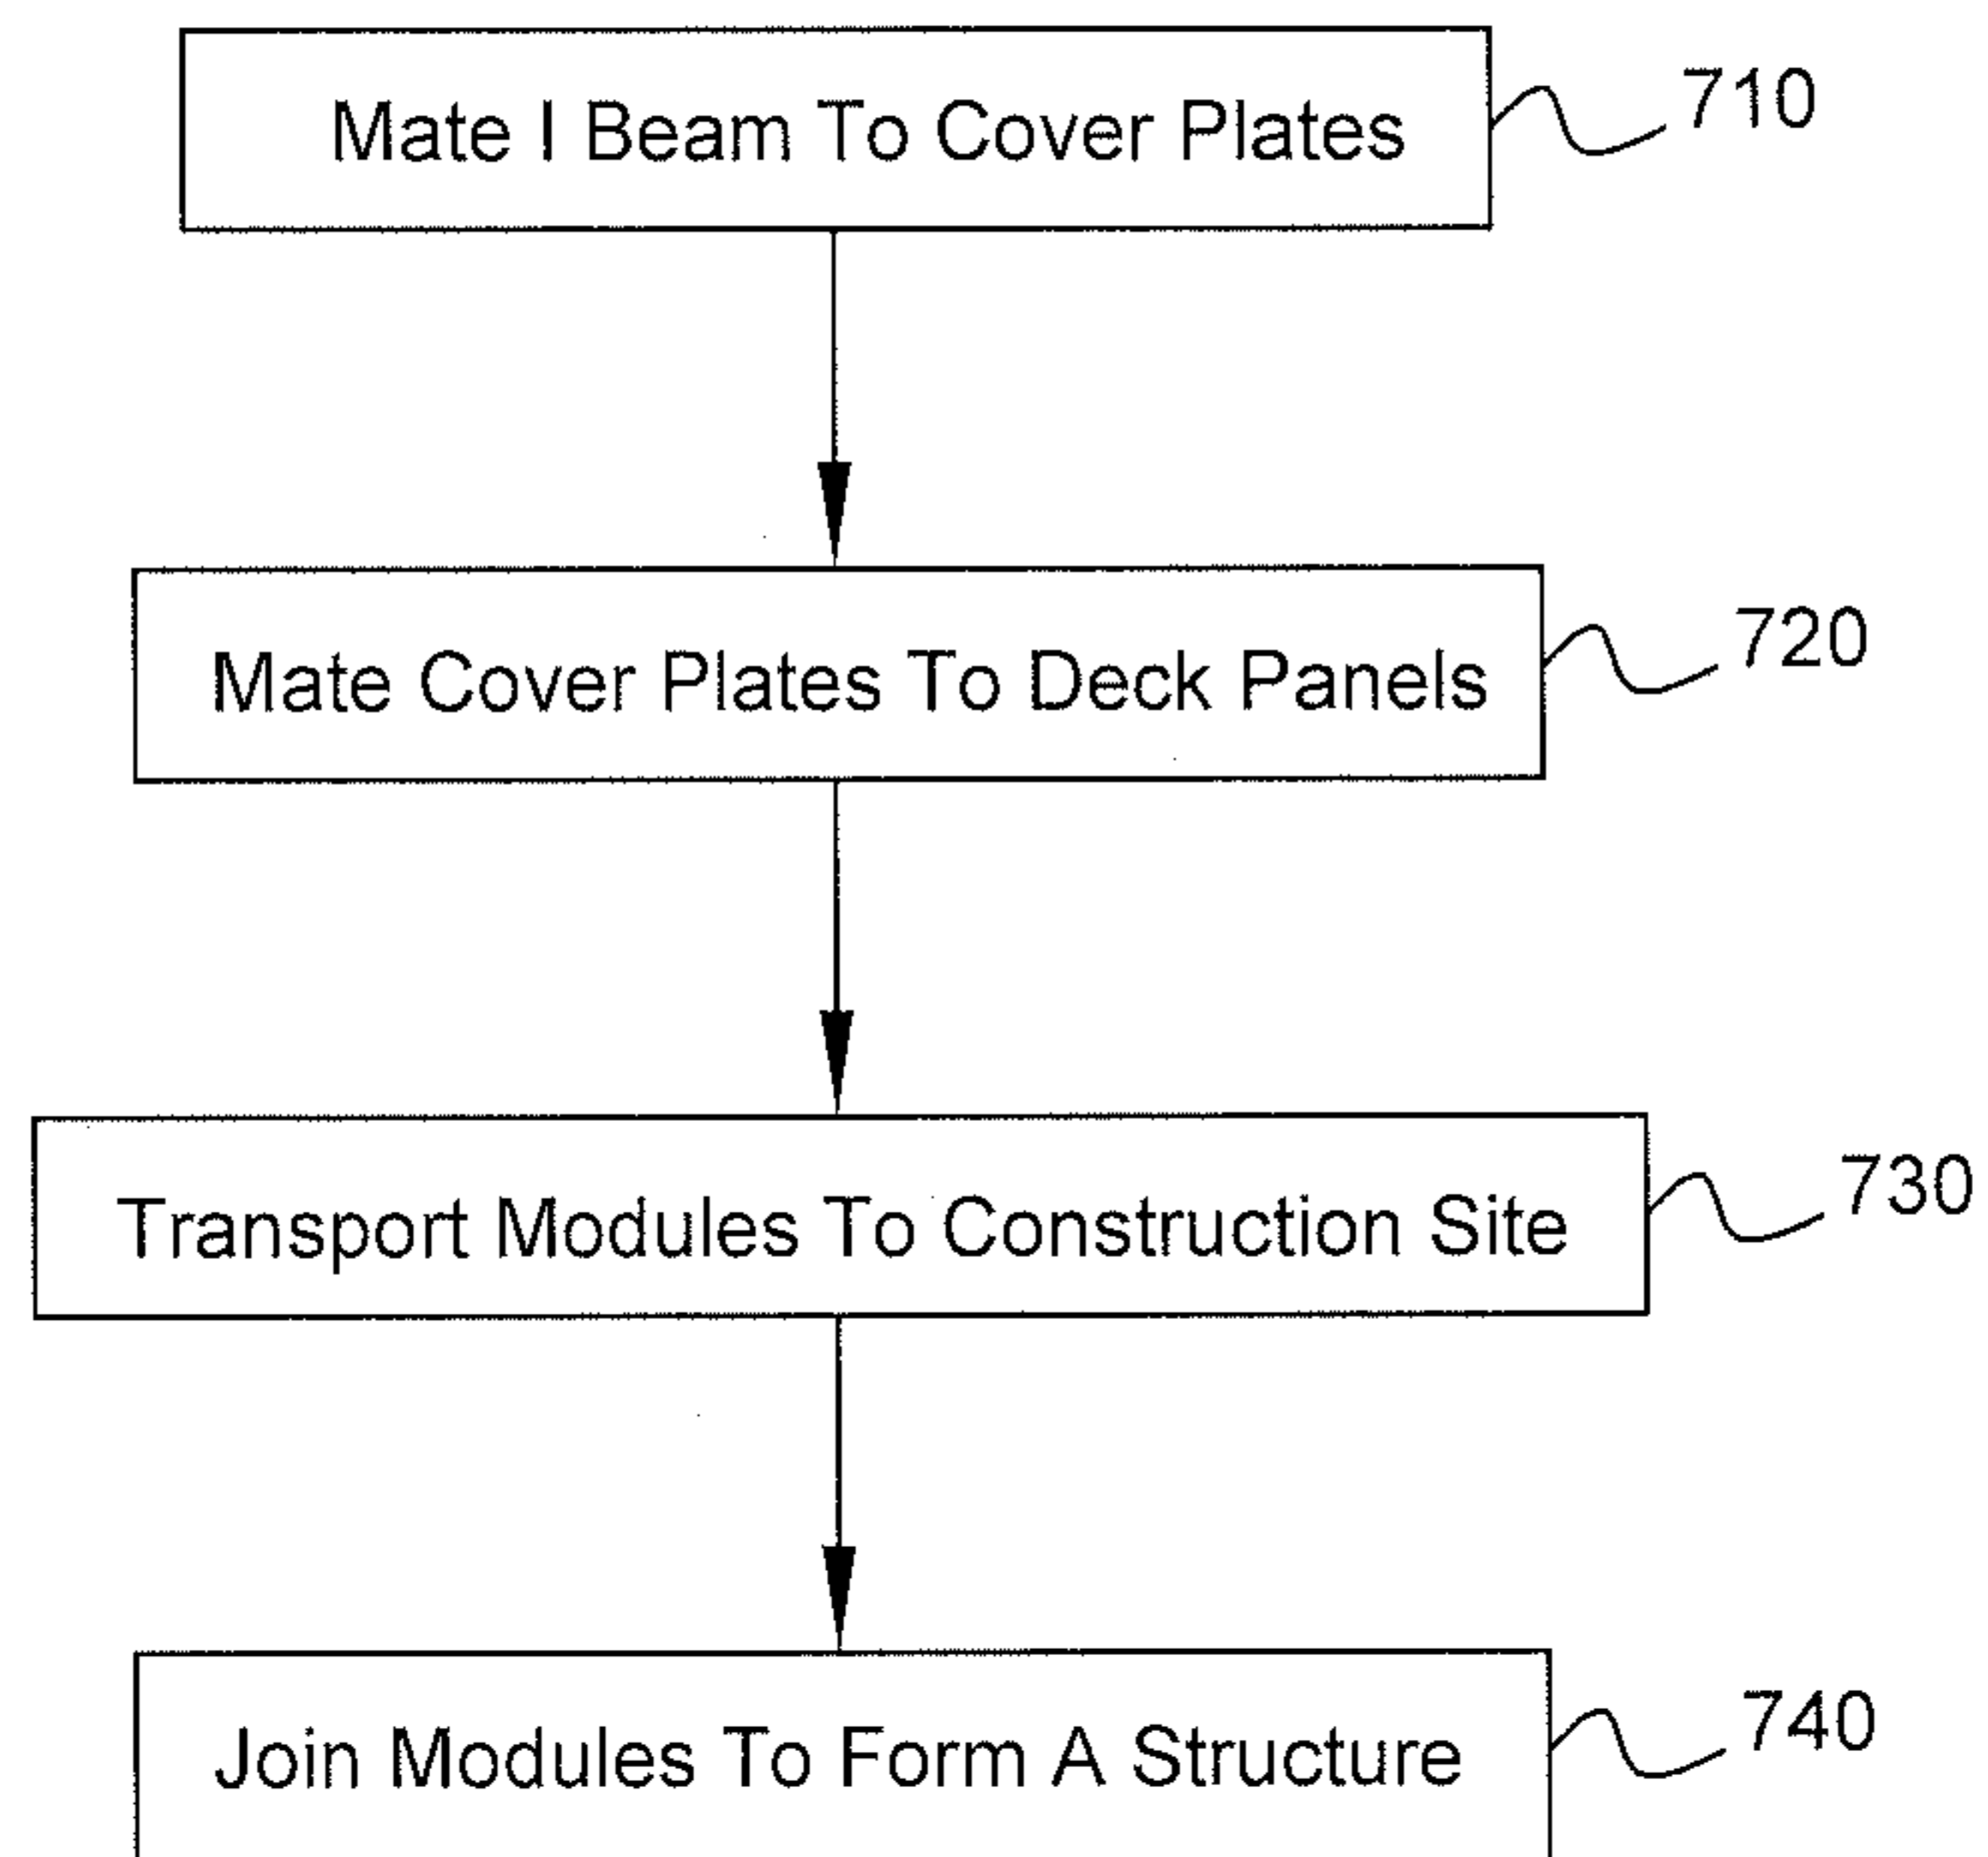 Mate I Beam To Cover Plates
710
Mate Cover Plates To Deck Panels
720
Transport Modules To Construction Site
730
Join Modules To Form A Structure
740